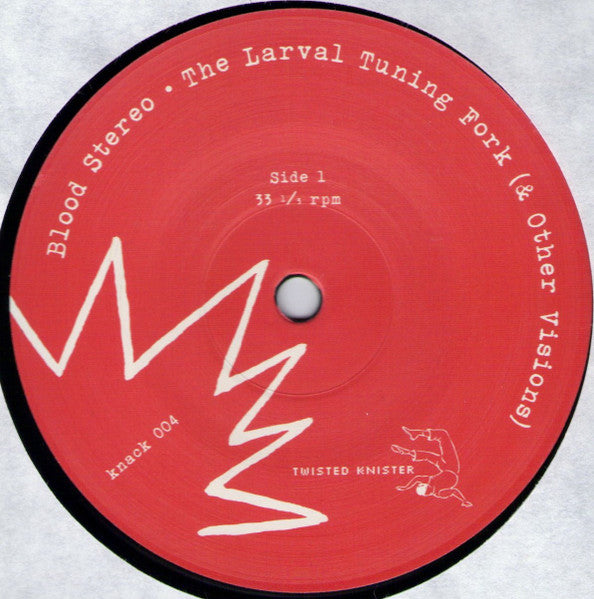 Blood Stereo • The Larval Tuning Fork (& Other Visions)
Side 1
33 1/3 rpm
knack 004
TWISTED KNISTER